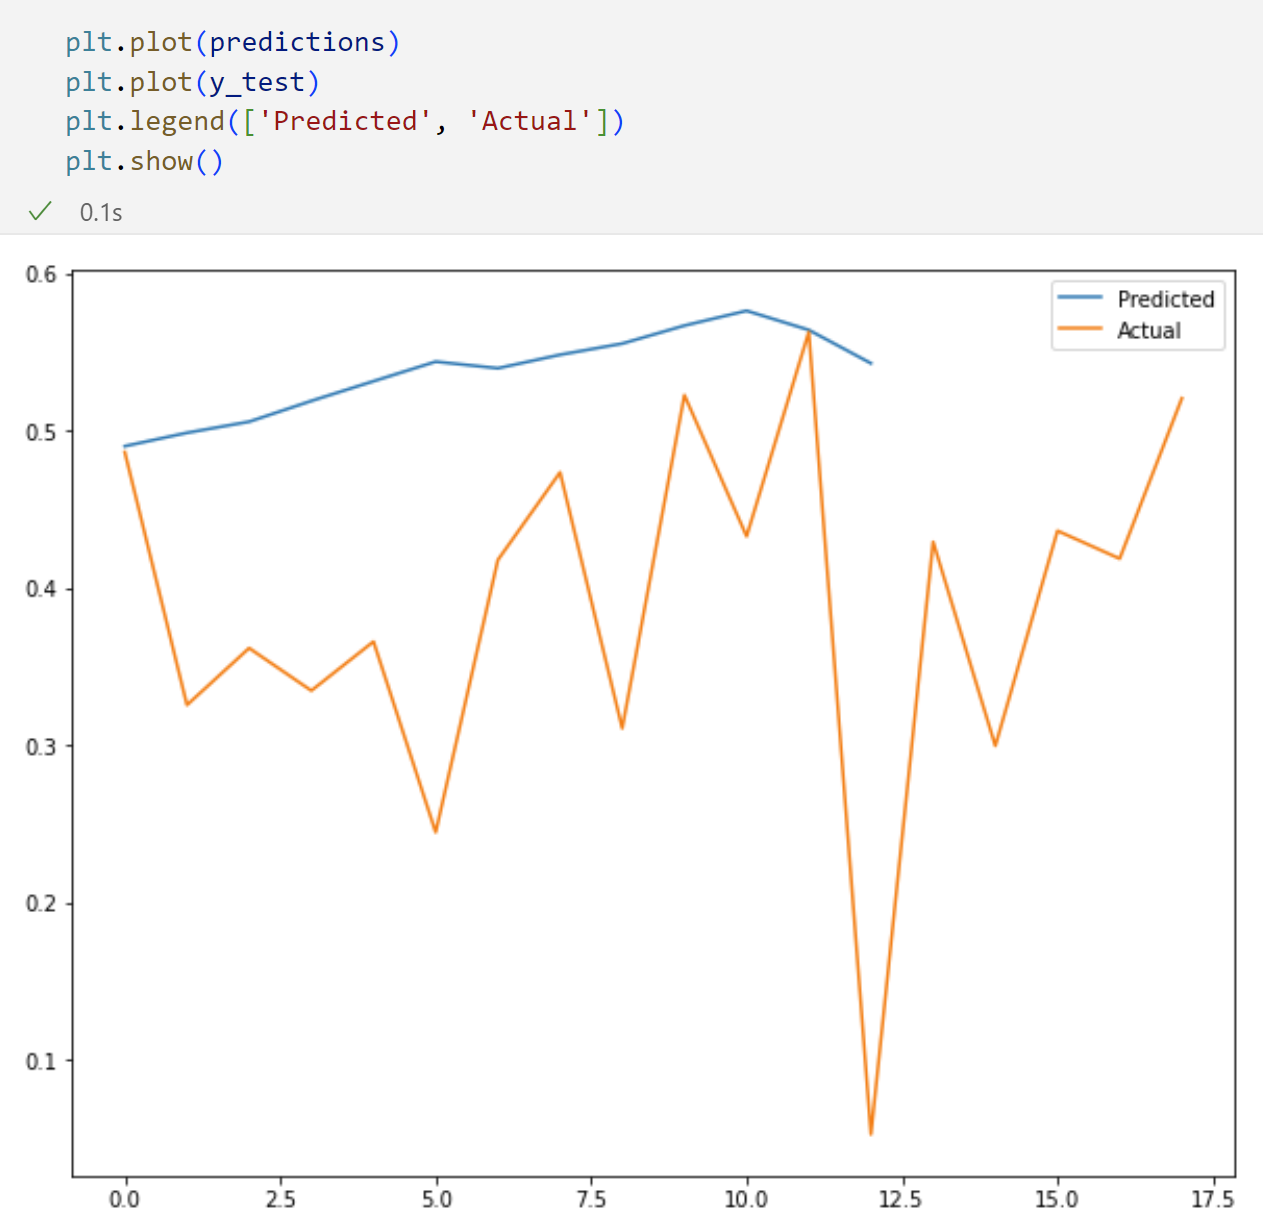 plt.plot(predictions)
plt.plot(y_test)
plt.legend(['Predicted', 'Actual'])
plt.show()
0.1s
Predicted
Actual
0.6
0.5
0.4
0.3
0.2
0.1
0.0 2.5 5.0 7.5 10.0 12.5 15.0 17.5